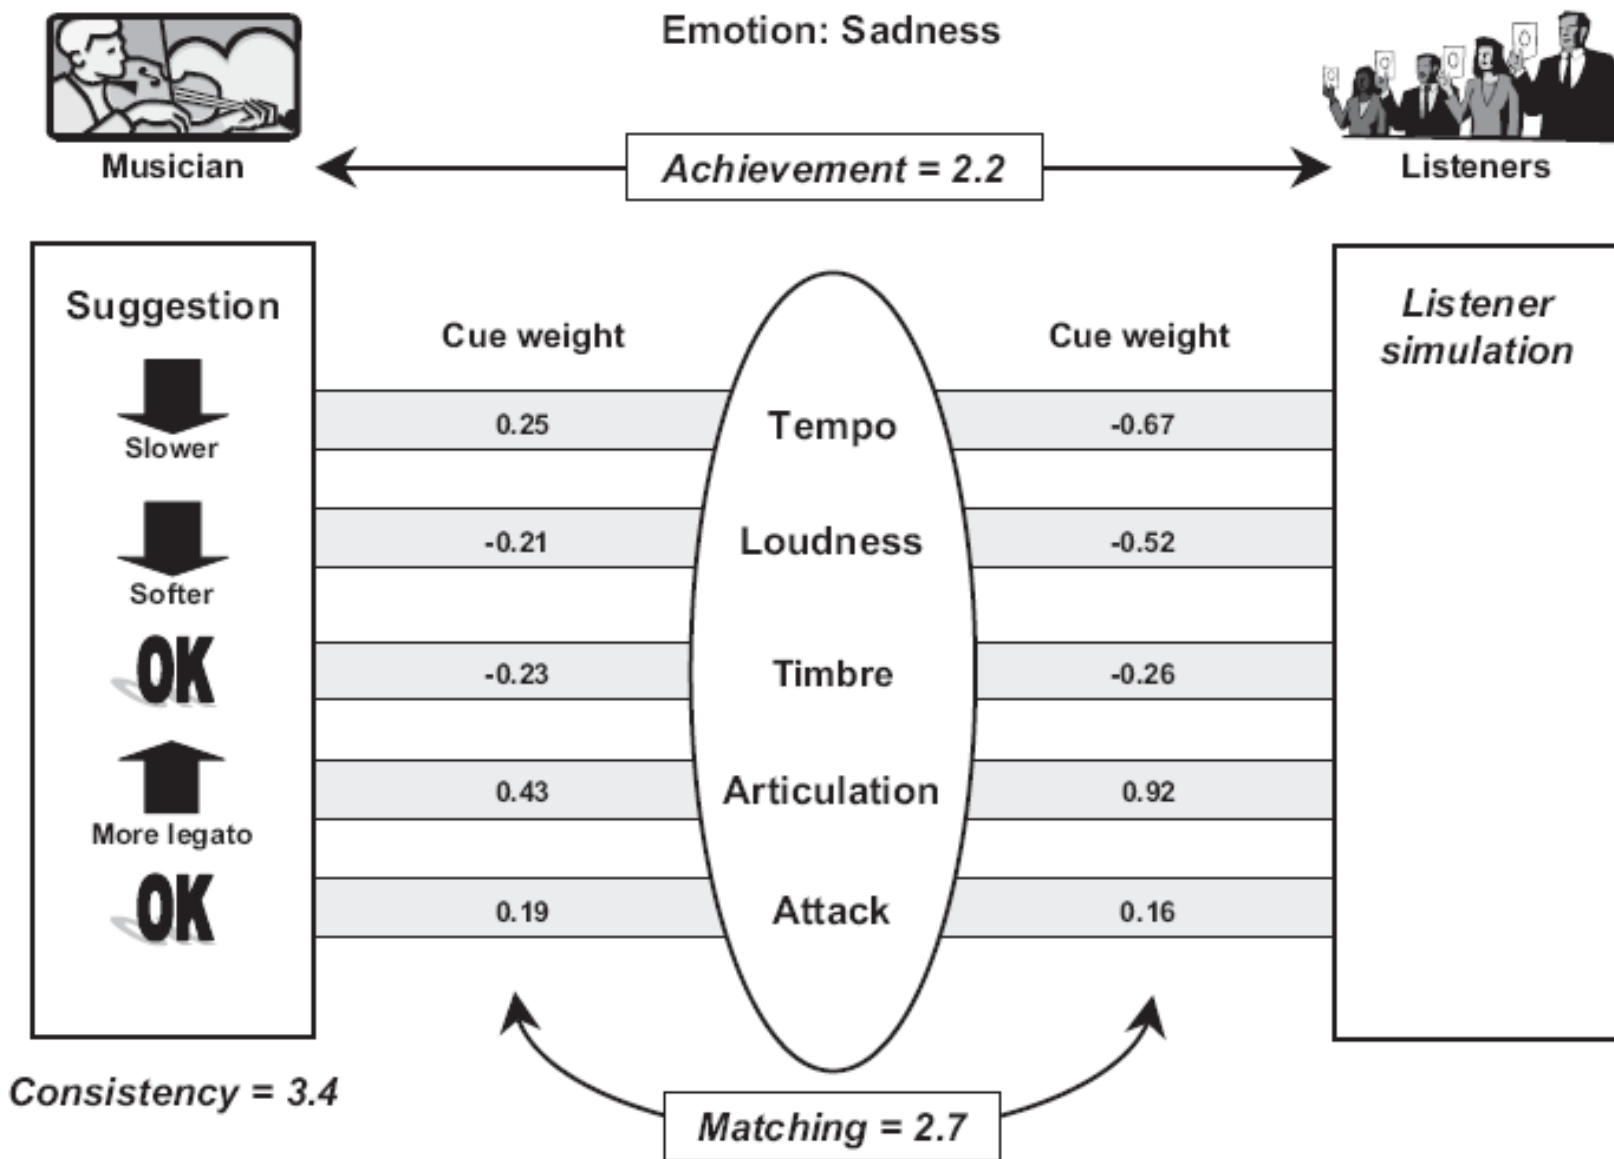 Emotion: Sadness
Musician
Achievement = 2.2
Listeners
Suggestion
Cue weight
Cue weight
Listener
simulation
Slower
0.25
Tempo
-0.67
Softer
-0.21
Loudness
-0.52
OK
-0.23
Timbre
-0.26
More legato
0.43
Articulation
0.92
OK
0.19
Attack
0.16
Consistency = 3.4
Matching = 2.7